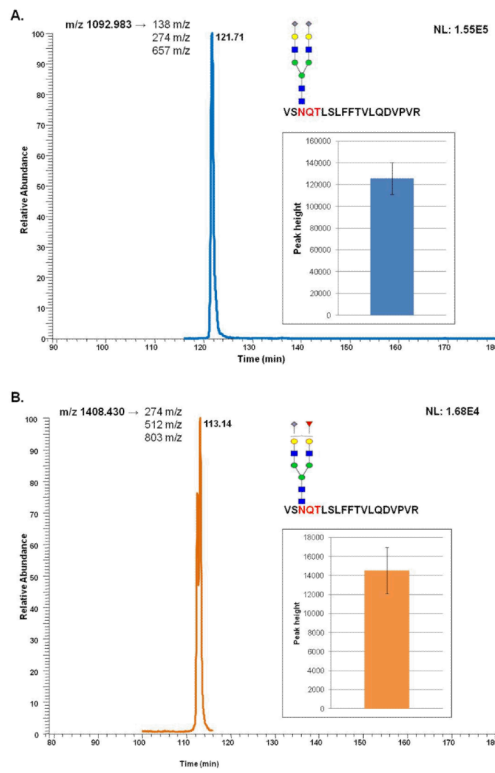 A.
m/z 1092.983 → 138 m/z
274 m/z
657 m/z
121.71
NL: 1.55E5
VSNQTLSLFFTVLQDVPVR
Relative Abundance
100
90
80
70
60
50
40
30
20
10
0
90 100 110 120 130 140 150 160 170 180
Time (min)
Peak height
160000
140000
120000
100000
80000
60000
40000
20000
0
B.
m/z 1408.430 → 274 m/z
512 m/z
803 m/z
113.14
NL: 1.68E4
VSNQTLSLFFTVLQDVPVR
Relative Abundance
100
90
80
70
60
50
40
30
20
10
0
80 90 100 110 120 130 140 150 160 170 180
Time (min)
Peak height
18000
16000
14000
12000
10000
8000
6000
4000
2000
0